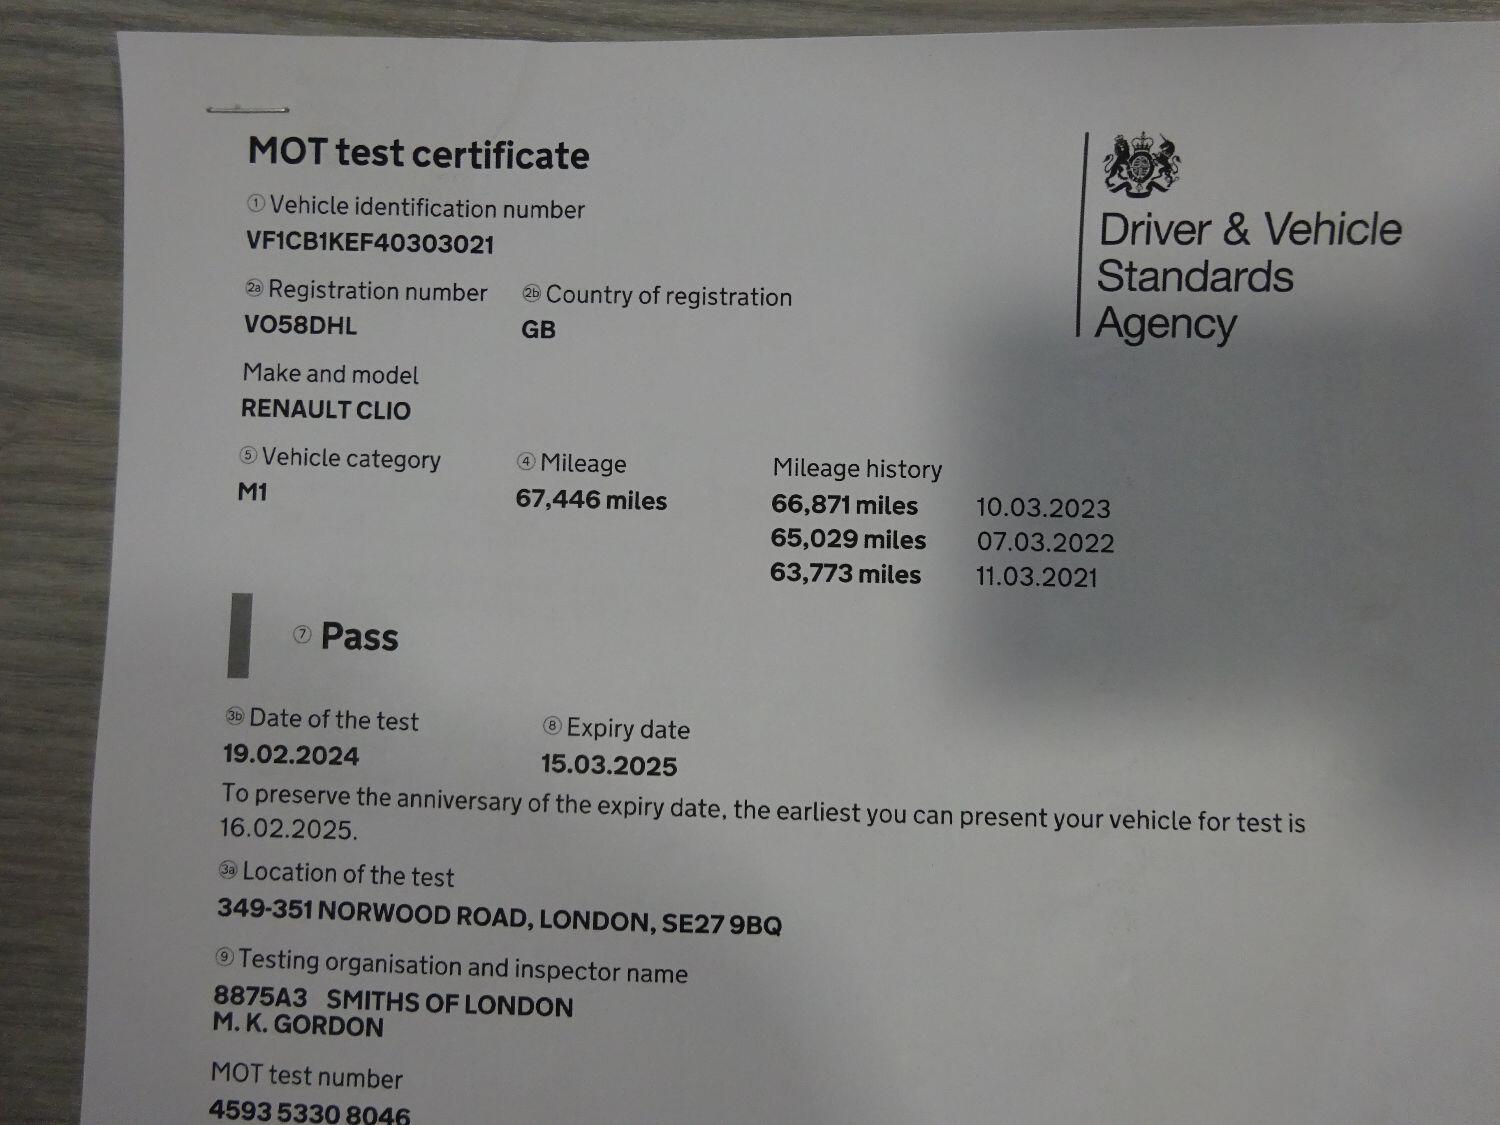 MOT test certificate
① Vehicle identification number
VF1CB1KEF40303021
2a Registration number 2b Country of registration
VO58DHL GB
Make and model
RENAULT CLIO
⑤ Vehicle category ④ Mileage Mileage history
M1 67,446 miles 66,871 miles 10.03.2023
65,029 miles 07.03.2022
63,773 miles 11.03.2021
⑦ Pass
3b Date of the test ⑧ Expiry date
19.02.2024 15.03.2025
To preserve the anniversary of the expiry date, the earliest you can present your vehicle for test is
16.02.2025.
3a Location of the test
349-351 NORWOOD ROAD, LONDON, SE27 9BQ
⑨ Testing organisation and inspector name
8875A3 SMITHS OF LONDON
M. K. GORDON
MOT test number
4593 5330 8046
Driver & Vehicle
Standards
Agency